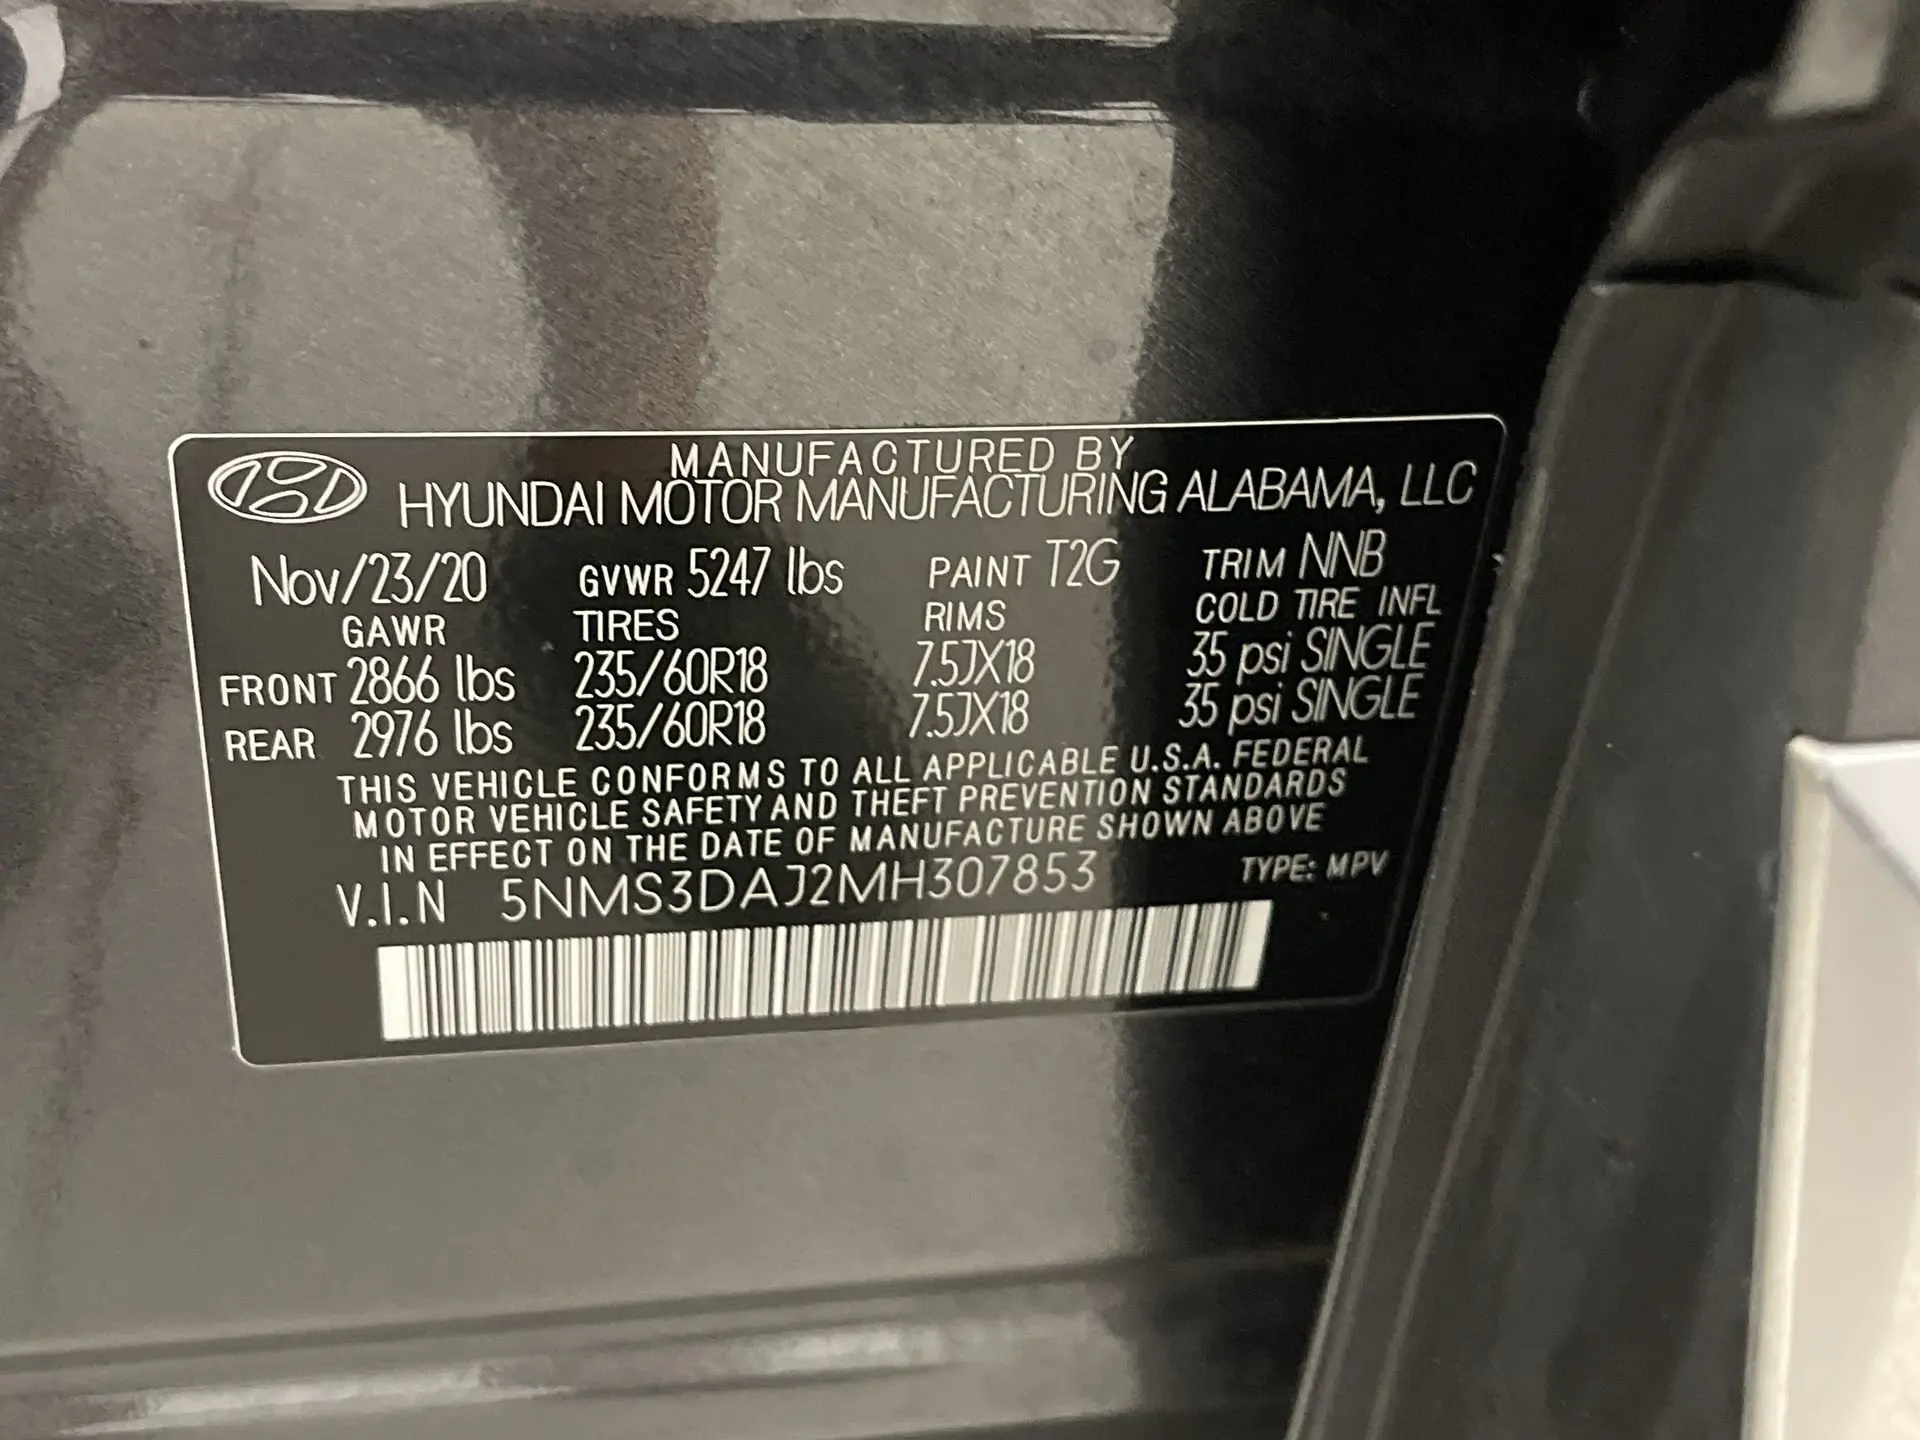 MANUFACTURED BY
HYUNDAI MOTOR MANUFACTURING ALABAMA, LLC
Nov/23/20 GVWR 5247 lbs PAINT T2G TRIM NNB
GAWR TIRES RIMS COLD TIRE INFL
FRONT 2866 lbs 235/60R18 7.5JX18 35 psi SINGLE
REAR 2976 lbs 235/60R18 7.5JX18 35 psi SINGLE
THIS VEHICLE CONFORMS TO ALL APPLICABLE U.S.A. FEDERAL
MOTOR VEHICLE SAFETY AND THEFT PREVENTION STANDARDS
IN EFFECT ON THE DATE OF MANUFACTURE SHOWN ABOVE
V.I.N 5NMS3DAJ2MH307853 TYPE: MPV